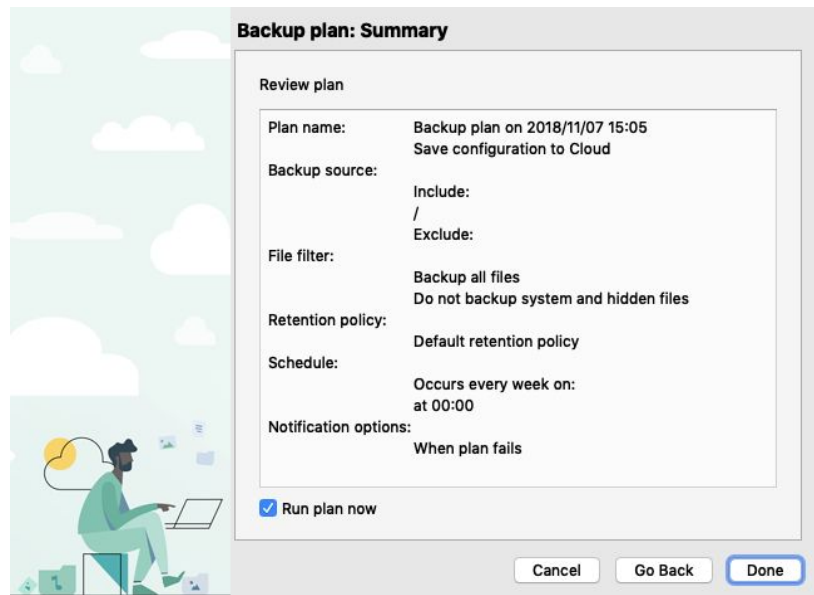 Backup plan: Summary
Review plan
Plan name: Backup plan on 2018/11/07 15:05
Save configuration to Cloud
Backup source:
Include:
/
Exclude:
File filter:
Backup all files
Do not backup system and hidden files
Retention policy:
Default retention policy
Schedule:
Occurs every week on:
at 00:00
Notification options:
When plan fails
Run plan now
Cancel Go Back Done